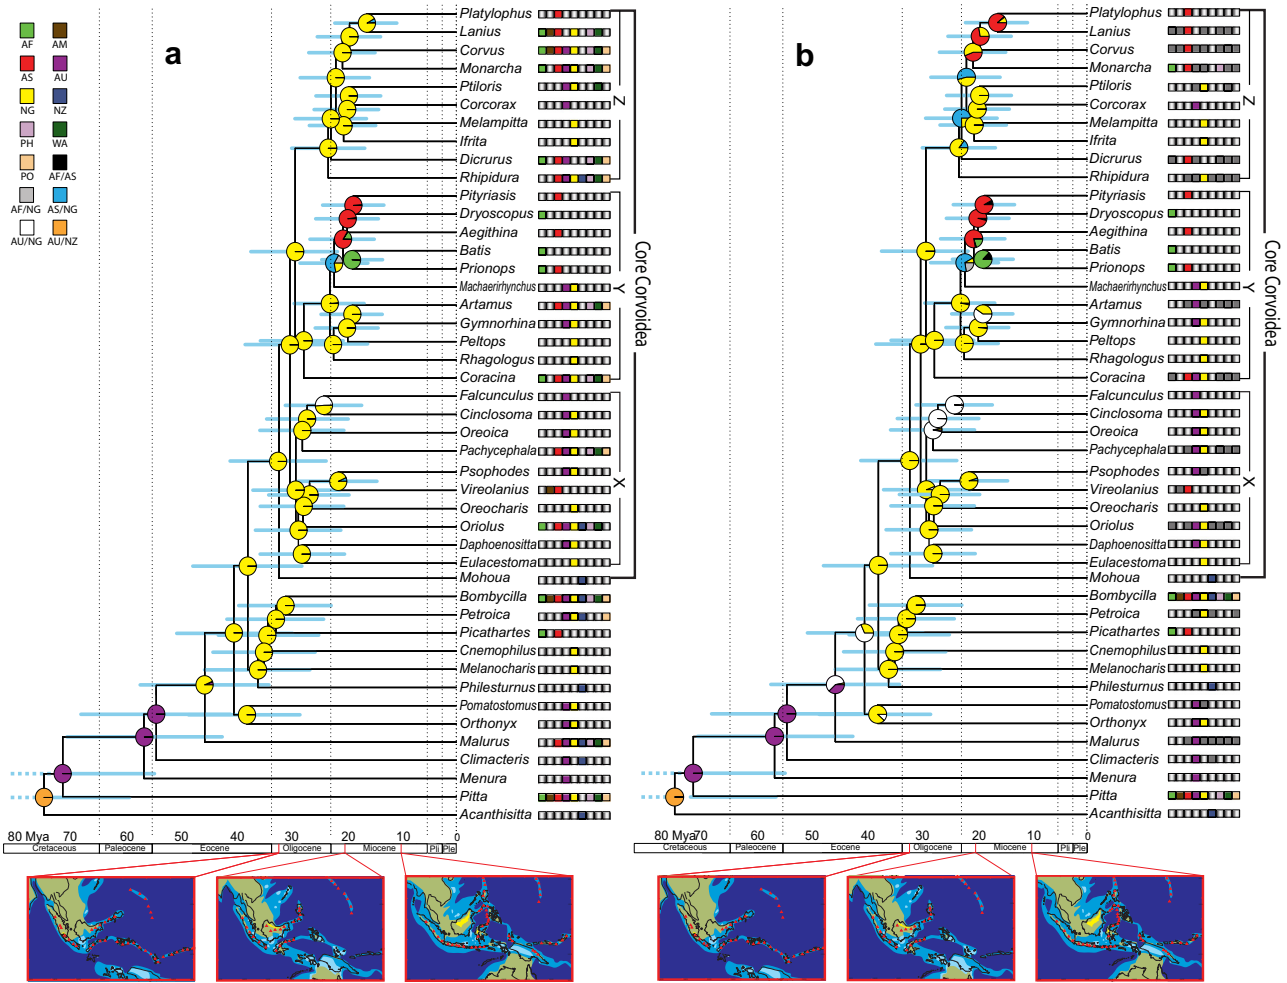 a
AF
AM
AS
AU
NG
NZ
PH
WA
PO
AF/AS
AF/NG
AS/NG
AU/NG
AU/NZ
Platylophus
Lanius
Corvus
Monarcha
Ptiloris
Corcorax
Melampitta
Ifrita
Dicrurus
Rhipidura
Pityriasis
Dryoscopus
Aegithina
Batis
Prionops
Machaerirhynchus
Artamus
Gymnorhina
Peltops
Rhagologus
Coracina
Falcunculus
Cinclosoma
Oreoica
Pachycephala
Psophodes
Vireolanius
Oreocharis
Oriolus
Daphoenositta
Eulacestoma
Mohoua
Bombycilla
Petroica
Picathartes
Cnemophilus
Melanocharis
Philesturnus
Pomatostomus
Orthonyx
Malurus
Climacteris
Menura
Pitta
Acanthisitta
Z
Y
X
Core Corvoidea
80 Mya 70 60 50 40 30 20 10 0
Cretaceous Paleocene Eocene Oligocene Miocene Pli Ple
b
Platylophus
Lanius
Corvus
Monarcha
Ptiloris
Corcorax
Melampitta
Ifrita
Dicrurus
Rhipidura
Pityriasis
Dryoscopus
Aegithina
Batis
Prionops
Machaerirhynchus
Artamus
Gymnorhina
Peltops
Rhagologus
Coracina
Falcunculus
Cinclosoma
Oreoica
Pachycephala
Psophodes
Vireolanius
Oreocharis
Oriolus
Daphoenositta
Eulacestoma
Mohoua
Bombycilla
Petroica
Picathartes
Cnemophilus
Melanocharis
Philesturnus
Pomatostomus
Orthonyx
Malurus
Climacteris
Menura
Pitta
Acanthisitta
Z
Y
X
Core Corvoidea
80 Mya 70 60 50 40 30 20 10 0
Cretaceous Paleocene Eocene Oligocene Miocene Pli Ple